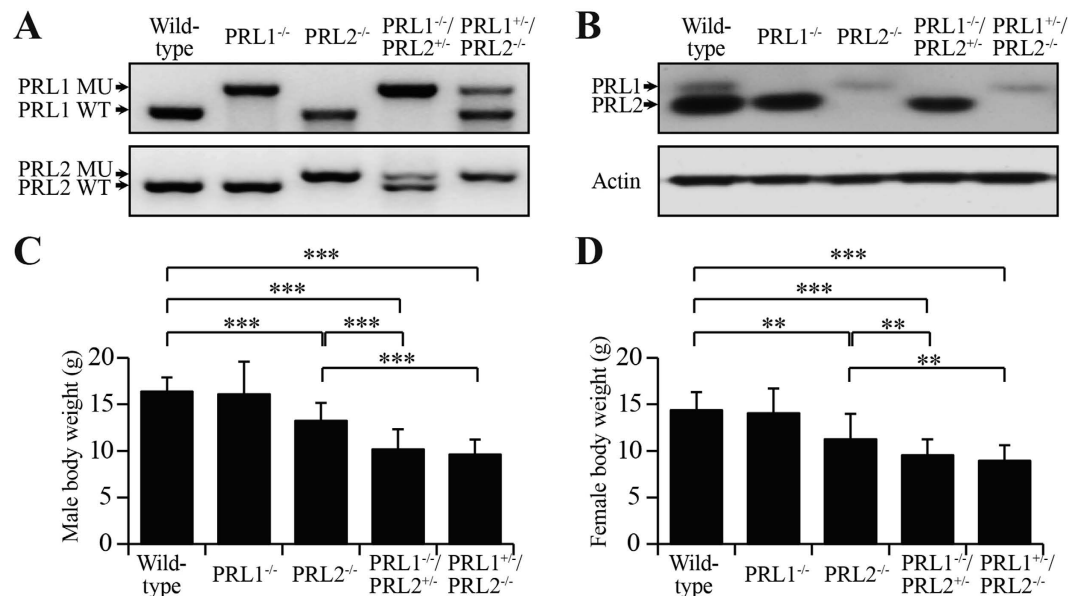 A
Wild-
type
PRL1-/-
PRL2-/-
PRL1-/-/
PRL2+/-
PRL1+/-/
PRL2-/-
PRL1 MU
PRL1 WT
PRL2 MU
PRL2 WT
B
Wild-
type
PRL1-/-
PRL2-/-
PRL1-/-/
PRL2+/-
PRL1+/-/
PRL2-/-
PRL1
PRL2
Actin
C
***
***
*** ***
***
Male body weight (g)
20
15
10
5
0
Wild-
type
PRL1-/-
PRL2-/-
PRL1-/-/
PRL2+/-
PRL1+/-/
PRL2-/-
D
***
***
** **
**
Female body weight (g)
20
15
10
5
0
Wild-
type
PRL1-/-
PRL2-/-
PRL1-/-/
PRL2+/-
PRL1+/-/
PRL2-/-